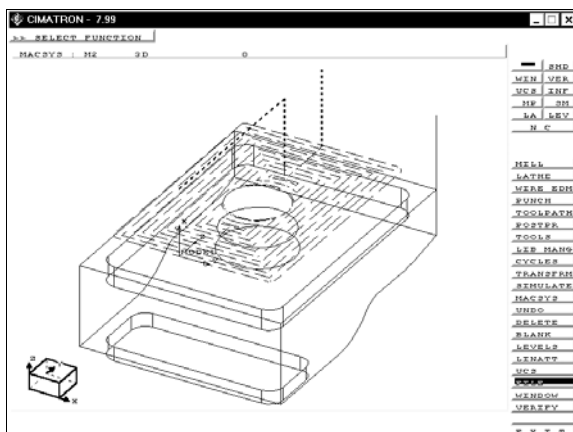 CIMATRON - 7.99
>> SELECT FUNCTION
MACSYS : M2 3D 0
SHD
WIN VER
UCS INF
MP SM
LA LEV
N C
MILL
LATHE
WIRE EDM
PUNCH
TOOLPATH
POSTPR
TOOLS
LIB MANG
CYCLES
TRANSFRM
SIMULATE
MACSYS
UNDO
DELETE
BLANK
LEVELS
LINATT
UCS
WINDOW
VERIFY
E X I T
MODEL
Z
X